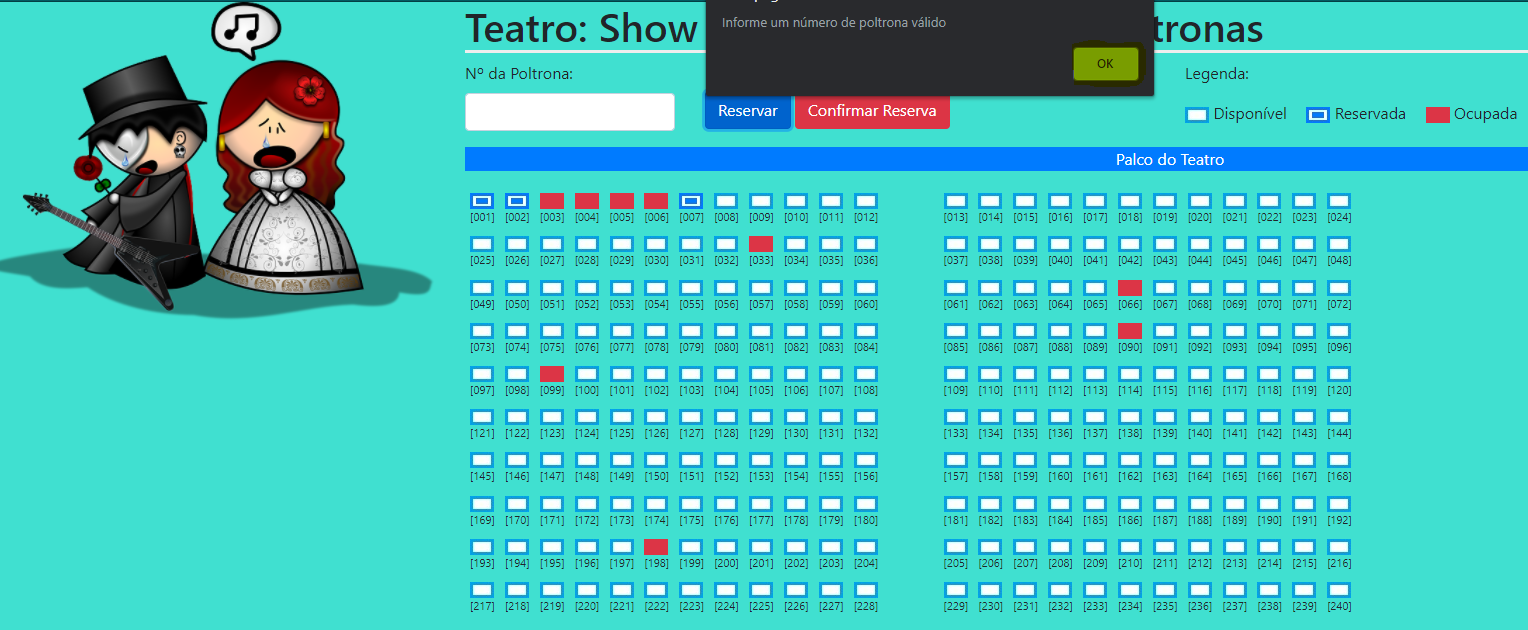 Informe um número de poltrona válido
OK
Teatro: Show
tronas
Nº da Poltrona:
Reservar
Confirmar Reserva
Legenda:
Disponível
Reservada
Ocupada
Palco do Teatro
[001] [002] [003] [004] [005] [006] [007] [008] [009] [010] [011] [012] [013] [014] [015] [016] [017] [018] [019] [020] [021] [022] [023] [024]
[025] [026] [027] [028] [029] [030] [031] [032] [033] [034] [035] [036] [037] [038] [039] [040] [041] [042] [043] [044] [045] [046] [047] [048]
[049] [050] [051] [052] [053] [054] [055] [056] [057] [058] [059] [060] [061] [062] [063] [064] [065] [066] [067] [068] [069] [070] [071] [072]
[073] [074] [075] [076] [077] [078] [079] [080] [081] [082] [083] [084] [085] [086] [087] [088] [089] [090] [091] [092] [093] [094] [095] [096]
[097] [098] [099] [100] [101] [102] [103] [104] [105] [106] [107] [108] [109] [110] [111] [112] [113] [114] [115] [116] [117] [118] [119] [120]
[121] [122] [123] [124] [125] [126] [127] [128] [129] [130] [131] [132] [133] [134] [135] [136] [137] [138] [139] [140] [141] [142] [143] [144]
[145] [146] [147] [148] [149] [150] [151] [152] [153] [154] [155] [156] [157] [158] [159] [160] [161] [162] [163] [164] [165] [166] [167] [168]
[169] [170] [171] [172] [173] [174] [175] [176] [177] [178] [179] [180] [181] [182] [183] [184] [185] [186] [187] [188] [189] [190] [191] [192]
[193] [194] [195] [196] [197] [198] [199] [200] [201] [202] [203] [204] [205] [206] [207] [208] [209] [210] [211] [212] [213] [214] [215] [216]
[217] [218] [219] [220] [221] [222] [223] [224] [225] [226] [227] [228] [229] [230] [231] [232] [233] [234] [235] [236] [237] [238] [239] [240]